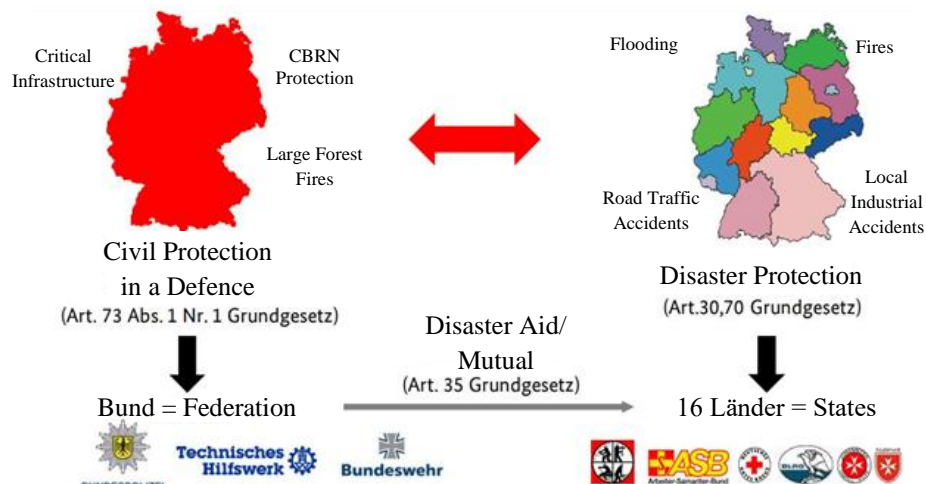 Critical
Infrastructure
CBRN
Protection
Large Forest
Fires
Civil Protection
in a Defence
(Art. 73 Abs. 1 Nr. 1 Grundgesetz)
Bund = Federation
Technisches
Hilfswerk
Bundeswehr
Disaster Aid/
Mutual
(Art. 35 Grundgesetz)
Flooding
Fires
Road Traffic
Accidents
Local
Industrial
Accidents
Disaster Protection
(Art.30,70 Grundgesetz)
16 Länder = States
ASB
Arbeiter-Samariter-Bund
DLRG